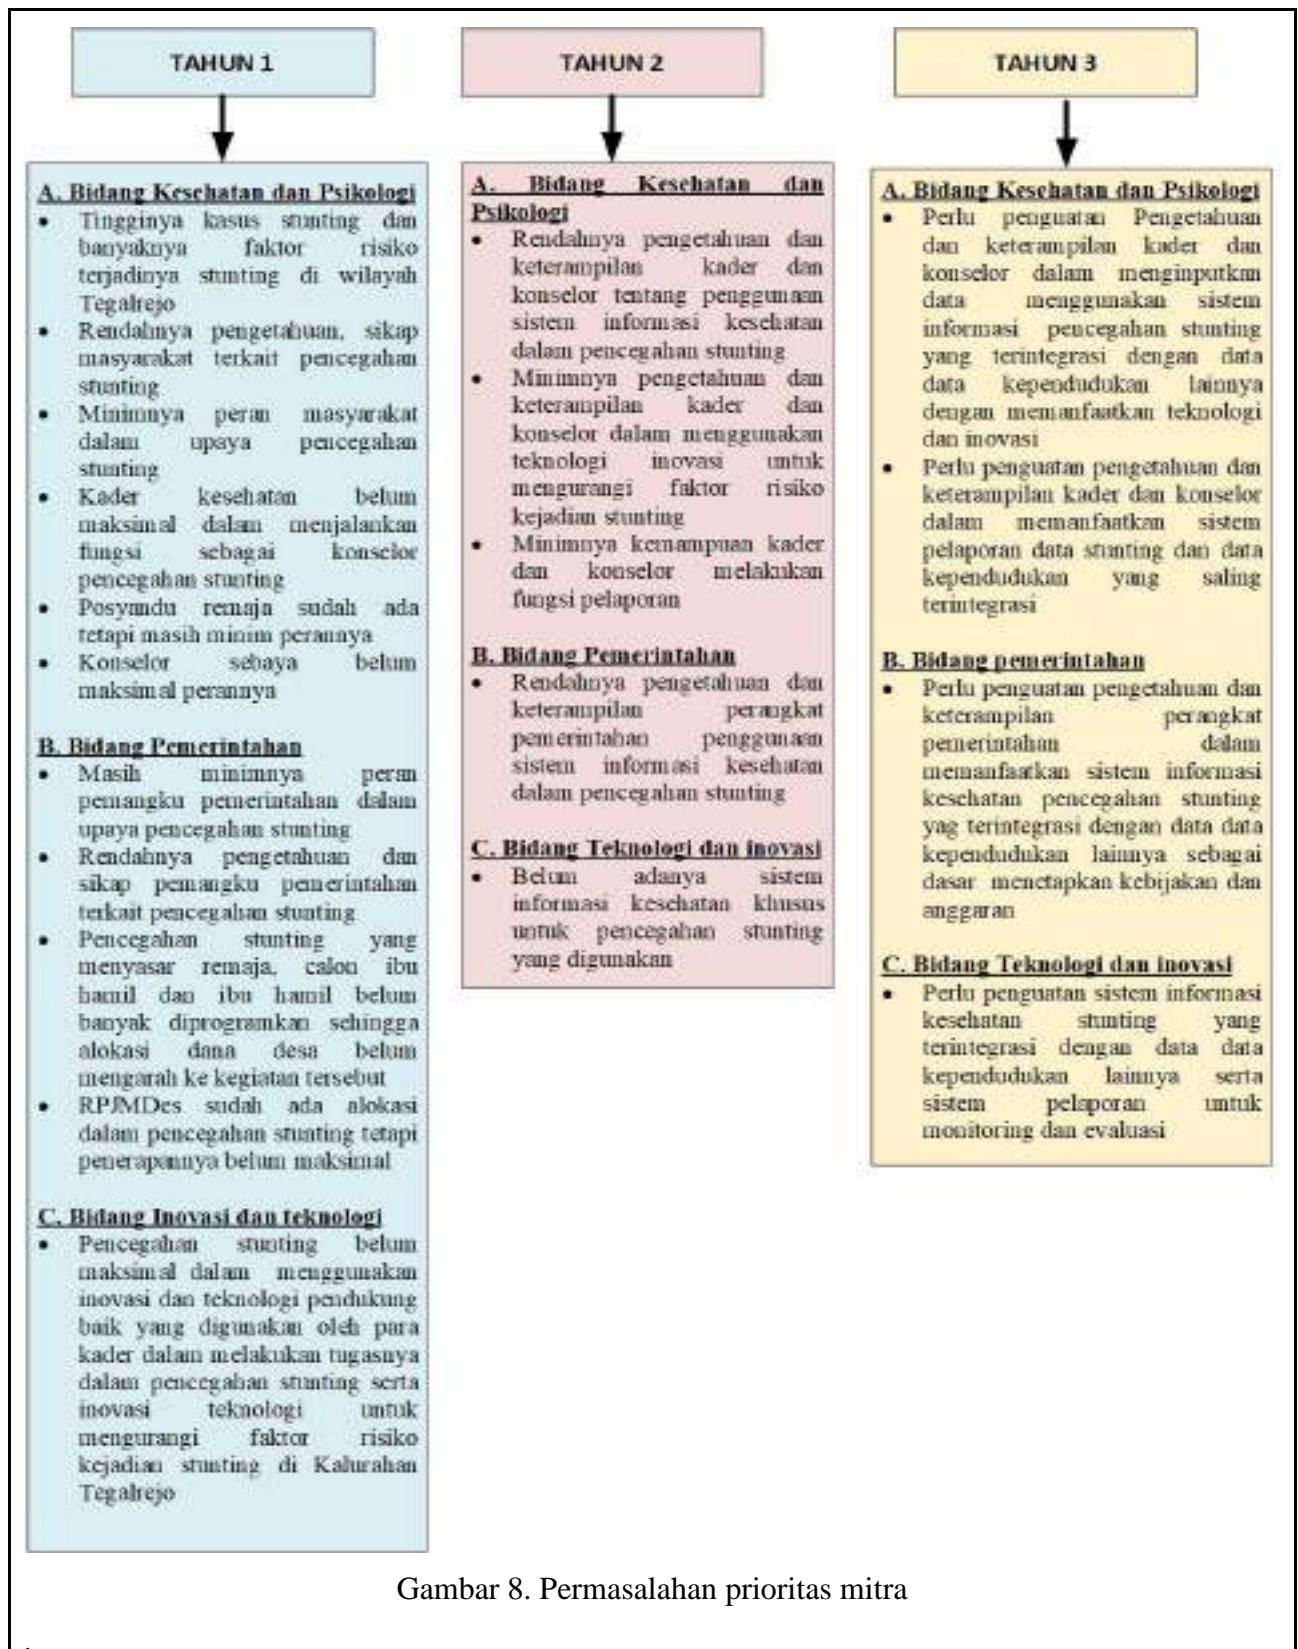 TAHUN 1
A. Bidang Kesehatan dan Psikologi
• Tingginya kasus stunting dan
banyaknya faktor risiko
terjadinya stunting di wilayah
Tegalrejo
• Rendahnya pengetahuan, sikap
masyarakat terkait pencegahan
stunting
• Minimnya peran masyarakat
dalam upaya pencegahan
stunting
• Kader kesehatan belum
maksimal dalam menjalankan
fungsi sebagai konselor
pencegahan stunting
• Posyandu remaja sudah ada
tetapi masih minim perannya
• Konselor sebaya belum
maksimal perannya
B. Bidang Pemerintahan
• Masih minimnya peran
pemangku pemerintahan dalam
upaya pencegahan stunting
• Rendahnya pengetahuan dan
sikap pemangku pemerintahan
terkait pencegahan stunting
• Pencegahan stunting yang
menyasar remaja, calon ibu
hamil dan ibu hamil belum
banyak diprogramkan sehingga
alokasi dana desa belum
mengarah ke kegiatan tersebut
• RPJMDes sudah ada alokasi
dalam pencegahan stunting tetapi
penerapannya belum maksimal
C. Bidang Inovasi dan teknologi
• Pencegahan stunting belum
maksimal dalam menggunakan
inovasi dan teknologi pendukung
baik yang digunakan oleh para
kader dalam melakukan tugasnya
dalam pencegahan stunting serta
inovasi teknologi untuk
mengurangi faktor risiko
kejadian stunting di Kalurahan
Tegalrejo
TAHUN 2
A. Bidang Kesehatan dan
Psikologi
• Rendahnya pengetahuan dan
keterampilan kader dan
konselor tentang penggunaan
sistem informasi kesehatan
dalam pencegahan stunting
• Minimnya pengetahuan dan
keterampilan kader dan
konselor dalam menggunakan
teknologi inovasi untuk
mengurangi faktor risiko
kejadian stunting
• Minimnya kemampuan kader
dan konselor melakukan
fungsi pelaporan
B. Bidang Pemerintahan
• Rendahnya pengetahuan dan
keterampilan perangkat
pemerintahan penggunaan
sistem informasi kesehatan
dalam pencegahan stunting
C. Bidang Teknologi dan inovasi
• Belum adanya sistem
informasi kesehatan khusus
untuk pencegahan stunting
yang digunakan
TAHUN 3
A. Bidang Kesehatan dan Psikologi
• Perlu penguatan Pengetahuan
dan keterampilan kader dan
konselor dalam menginputkan
data menggunakan sistem
informasi pencegahan stunting
yang terintegrasi dengan data
data kependudukan lainnya
dengan memanfaatkan teknologi
dan inovasi
• Perlu penguatan pengetahuan dan
keterampilan kader dan konselor
dalam memanfaatkan sistem
pelaporan data stunting dan data
kependudukan yang saling
terintegrasi
B. Bidang pemerintahan
• Perlu penguatan pengetahuan dan
keterampilan perangkat
pemerintahan dalam
memanfaatkan sistem informasi
kesehatan pencegahan stunting
yag terintegrasi dengan data data
kependudukan lainnya sebagai
dasar menetapkan kebijakan dan
anggaran
C. Bidang Teknologi dan inovasi
• Perlu penguatan sistem informasi
kesehatan stunting yang
terintegrasi dengan data data
kependudukan lainnya serta
sistem pelaporan untuk
monitoring dan evaluasi
Gambar 8. Permasalahan prioritas mitra
.